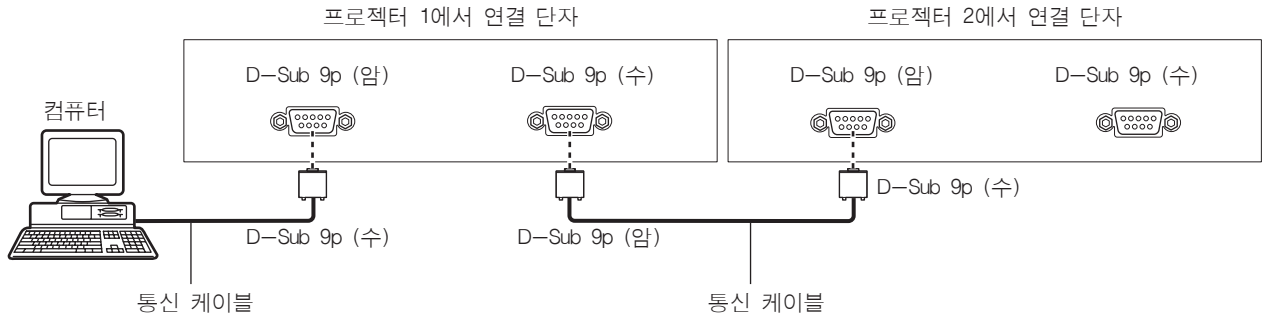 프로젝터 1에서 연결 단자
프로젝터 2에서 연결 단자
D-Sub 9p (암)
D-Sub 9p (수)
D-Sub 9p (암)
D-Sub 9p (수)
컴퓨터
D-Sub 9p (수)
D-Sub 9p (수)
D-Sub 9p (암)
통신 케이블
통신 케이블